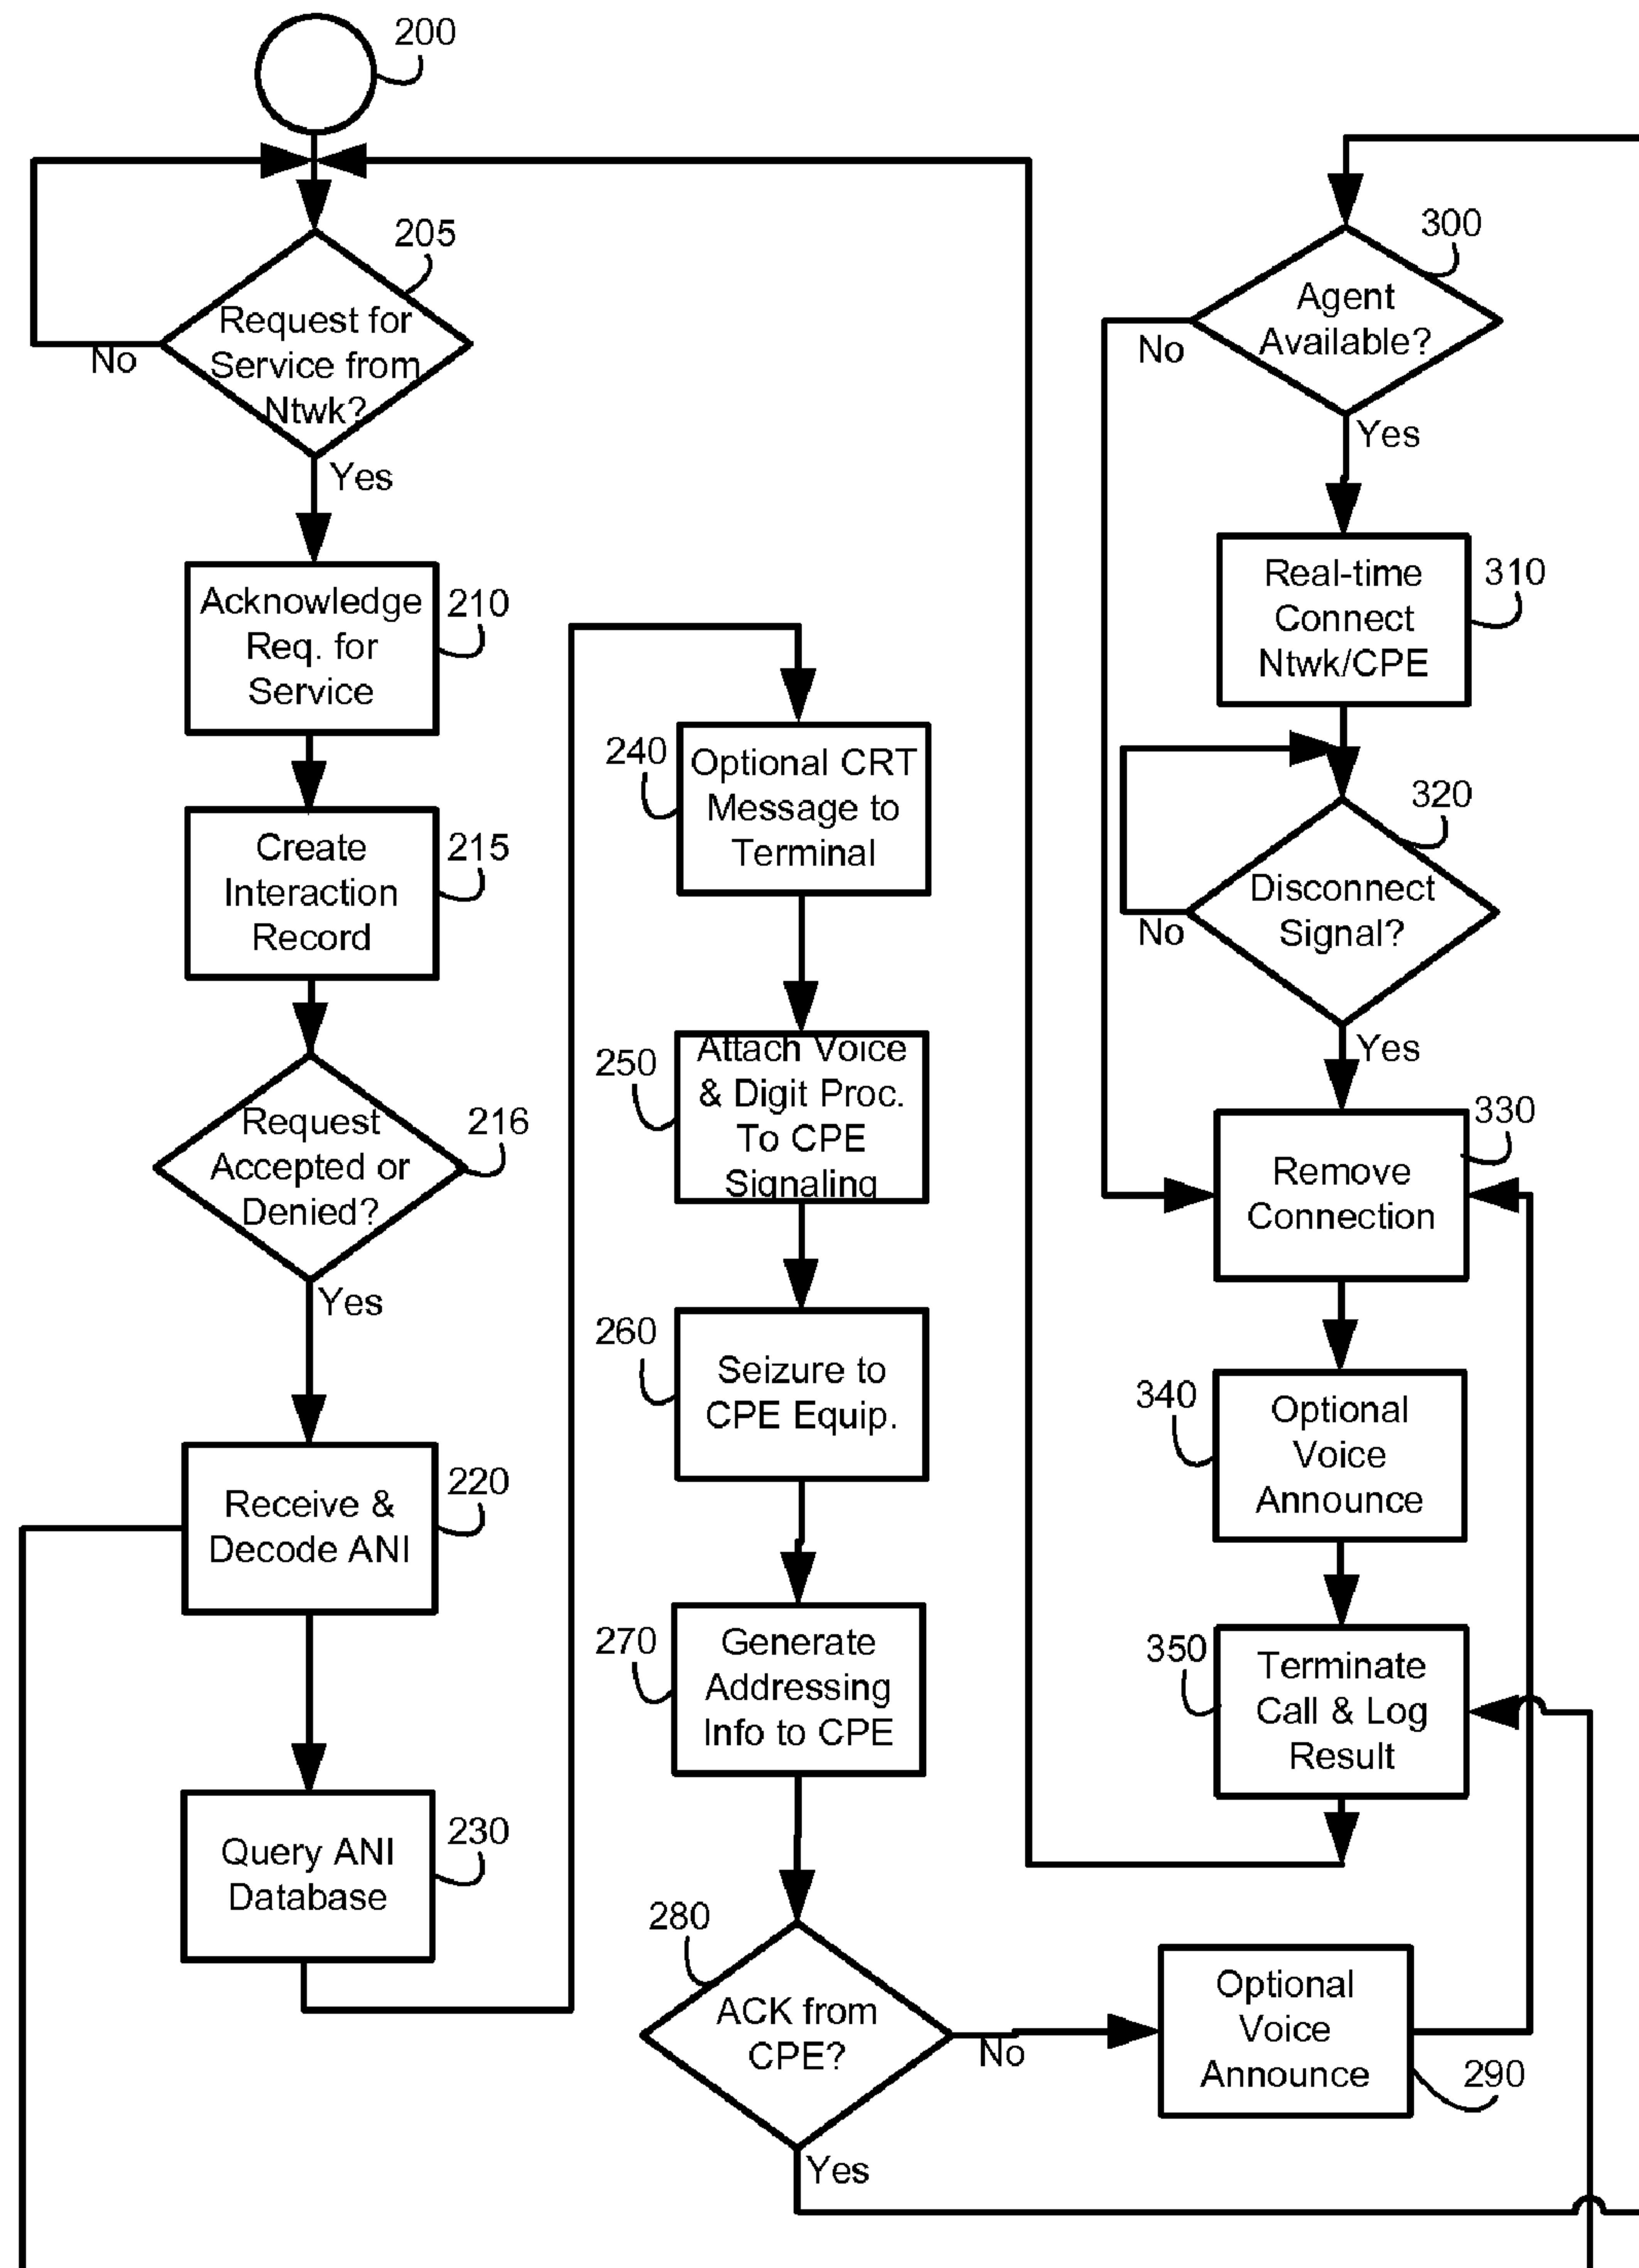 200
205
Request for
Service from
Ntwk?
No
Yes
Acknowledge
Req. for
Service
210
Create
Interaction
Record
215
Request
Accepted or
Denied?
216
Yes
Receive &
Decode ANI
220
Query ANI
Database
230
240
Optional CRT
Message to
Terminal
250
Attach Voice
& Digit Proc.
To CPE
Signaling
260
Seizure to
CPE Equip.
270
Generate
Addressing
Info to CPE
280
ACK from
CPE?
No
Yes
Optional
Voice
Announce
290
300
Agent
Available?
No
Yes
Real-time
Connect
Ntwk/CPE
310
320
Disconnect
Signal?
No
Yes
330
Remove
Connection
340
Optional
Voice
Announce
350
Terminate
Call & Log
Result